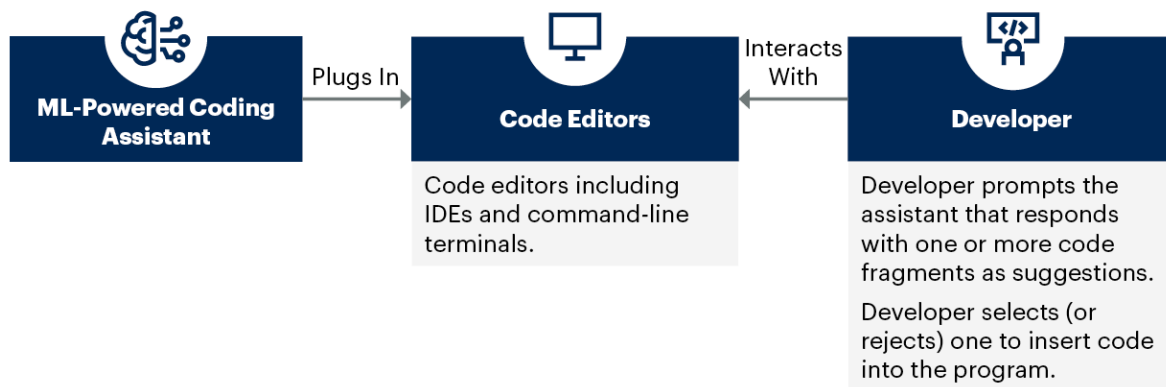 ML-Powered Coding
Assistant
Plugs In
Code Editors
Code editors including
IDEs and command-line
terminals.
Interacts
With
</>
Developer
Developer prompts the
assistant that responds
with one or more code
fragments as suggestions.
Developer selects (or
rejects) one to insert code
into the program.